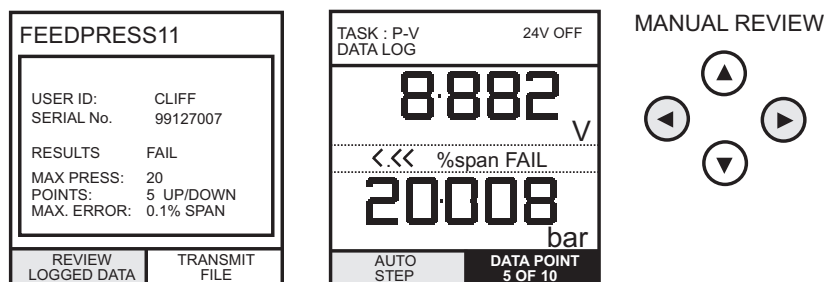 FEEDPRESS11
USER ID: CLIFF
SERIAL No. 99127007
RESULTS FAIL
MAX PRESS: 20
POINTS: 5 UP/DOWN
MAX. ERROR: 0.1% SPAN
REVIEW
LOGGED DATA
TRANSMIT
FILE
TASK : P-V 24V OFF
DATA LOG
8.882
V
<.<< %span FAIL
20.008
bar
AUTO
STEP
DATA POINT
5 OF 10
MANUAL REVIEW